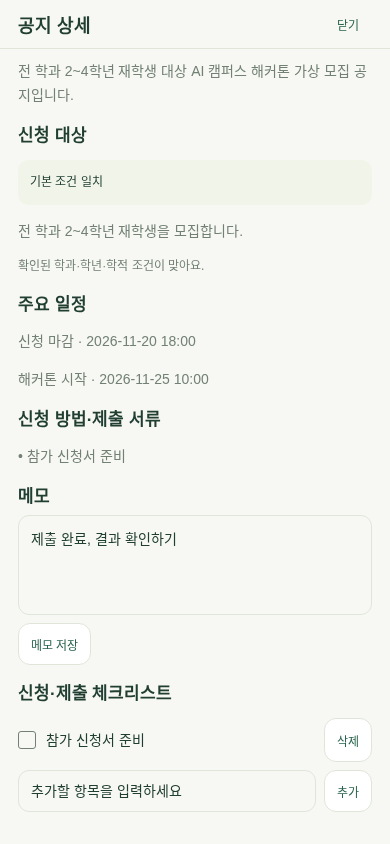 공지 상세
닫기
전 학과 2~4학년 재학생 대상 AI 캠퍼스 해커톤 가상 모집 공
지입니다.
신청 대상
기본 조건 일치
전 학과 2~4학년 재학생을 모집합니다.
확인된 학과·학년·학적 조건이 맞아요.
주요 일정
신청 마감 · 2026-11-20 18:00
해커톤 시작 · 2026-11-25 10:00
신청 방법·제출 서류
• 참가 신청서 준비
메모
제출 완료, 결과 확인하기
메모 저장
신청·제출 체크리스트
참가 신청서 준비
삭제
추가할 항목을 입력하세요
추가